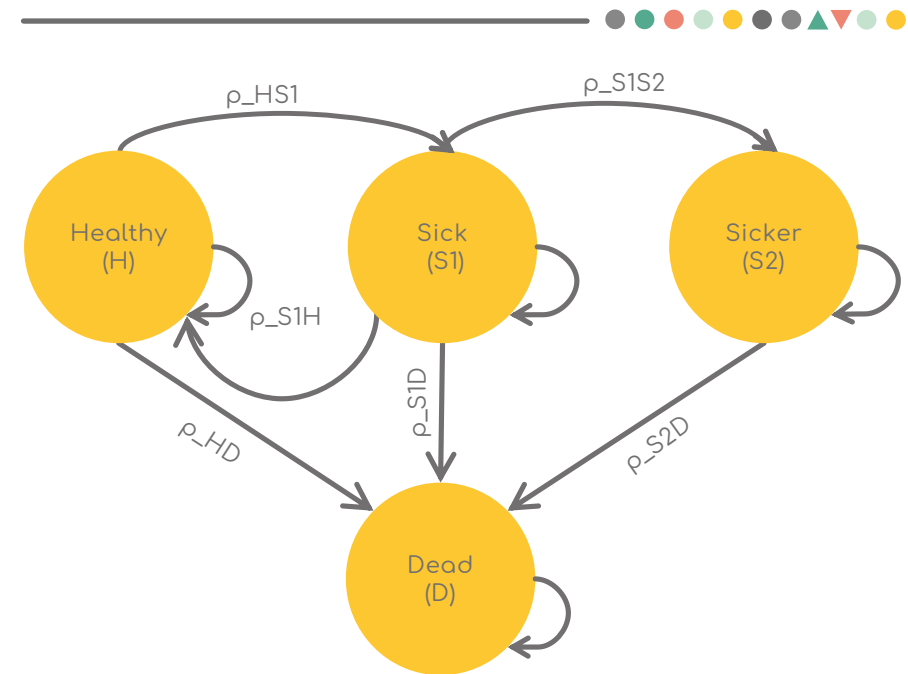 ρ_HS1
ρ_S1S2
Healthy
(H)
Sick
(S1)
Sicker
(S2)
ρ_S1H
ρ_S1D
ρ_HD
ρ_S2D
Dead
(D)